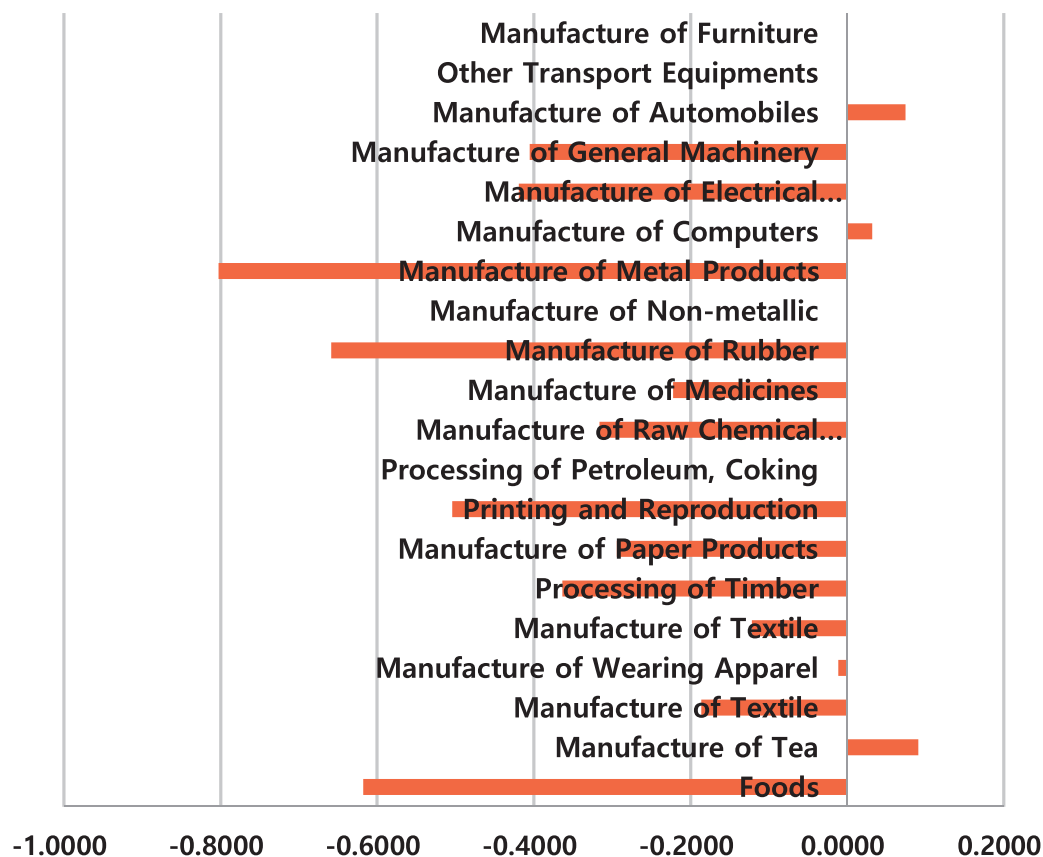 Manufacture of Furniture
Other Transport Equipments
Manufacture of Automobiles
Manufacture of General Machinery
Manufacture of Electrical...
Manufacture of Computers
Manufacture of Metal Products
Manufacture of Non-metallic
Manufacture of Rubber
Manufacture of Medicines
Manufacture of Raw Chemical...
Processing of Petroleum, Coking
Printing and Reproduction
Manufacture of Paper Products
Processing of Timber
Manufacture of Textile
Manufacture of Wearing Apparel
Manufacture of Textile
Manufacture of Tea
Foods
-1.0000 -0.8000 -0.6000 -0.4000 -0.2000 0.0000 0.2000